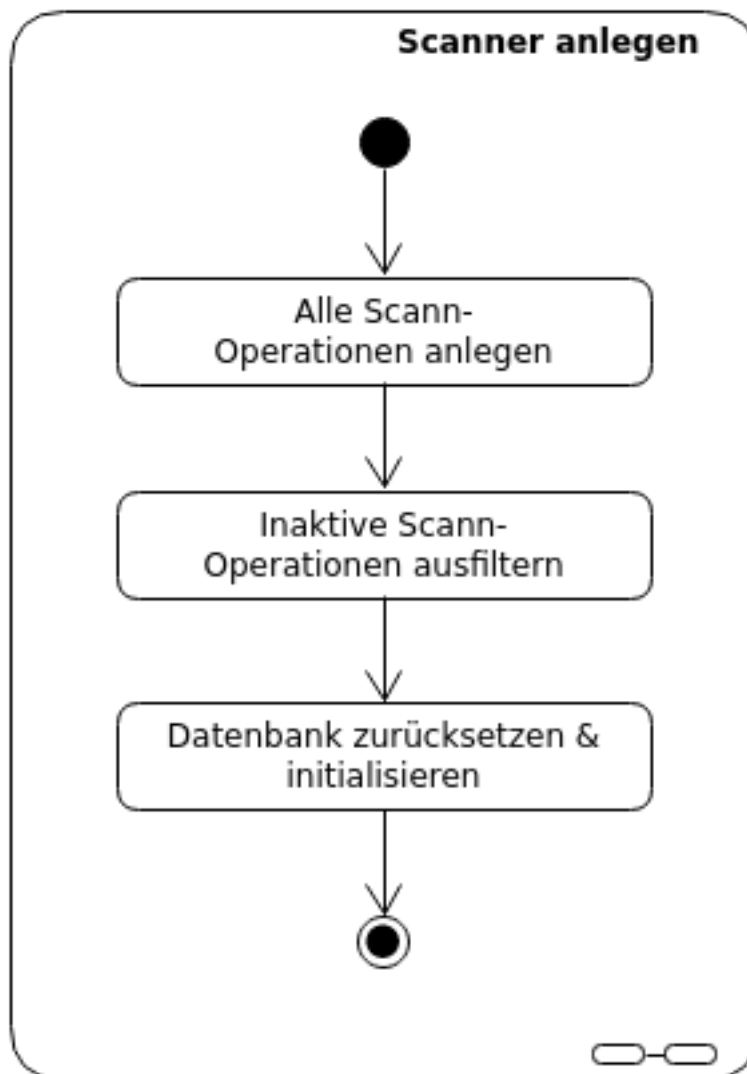 Scanner anlegen
Alle Scann-
Operationen anlegen
Inaktive Scann-
Operationen ausfiltern
Datenbank zurücksetzen &
initialisieren